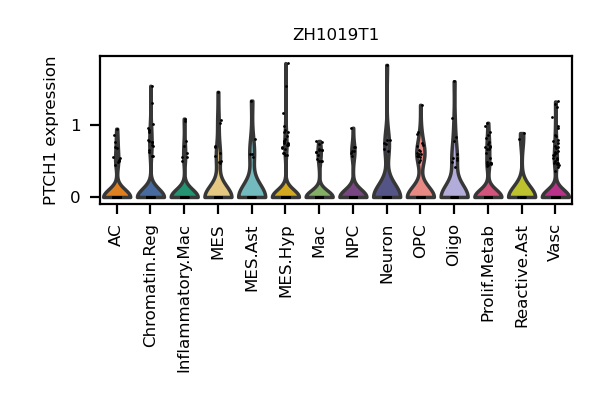 ZH1019T1
PTCH1 expression
1
0
AC
Chromatin.Reg
Inflammatory.Mac
MES
MES.Ast
MES.Hyp
Mac
NPC
Neuron
OPC
Oligo
Prolif.Metab
Reactive.Ast
Vasc